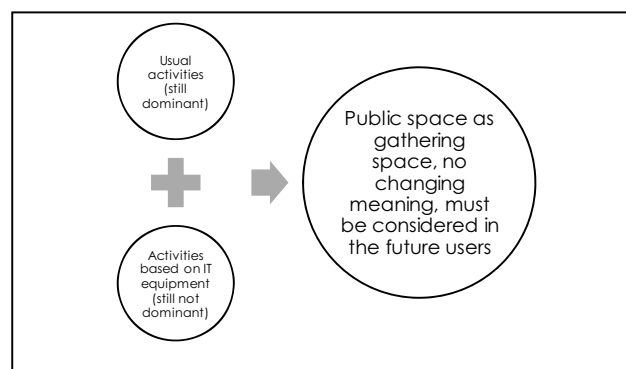 Usual
activities
(still
dominant)
Activities
based on IT
equipment
(still not
dominant)
Public space as
gathering
space, no
changing
meaning, must
be considered in
the future users